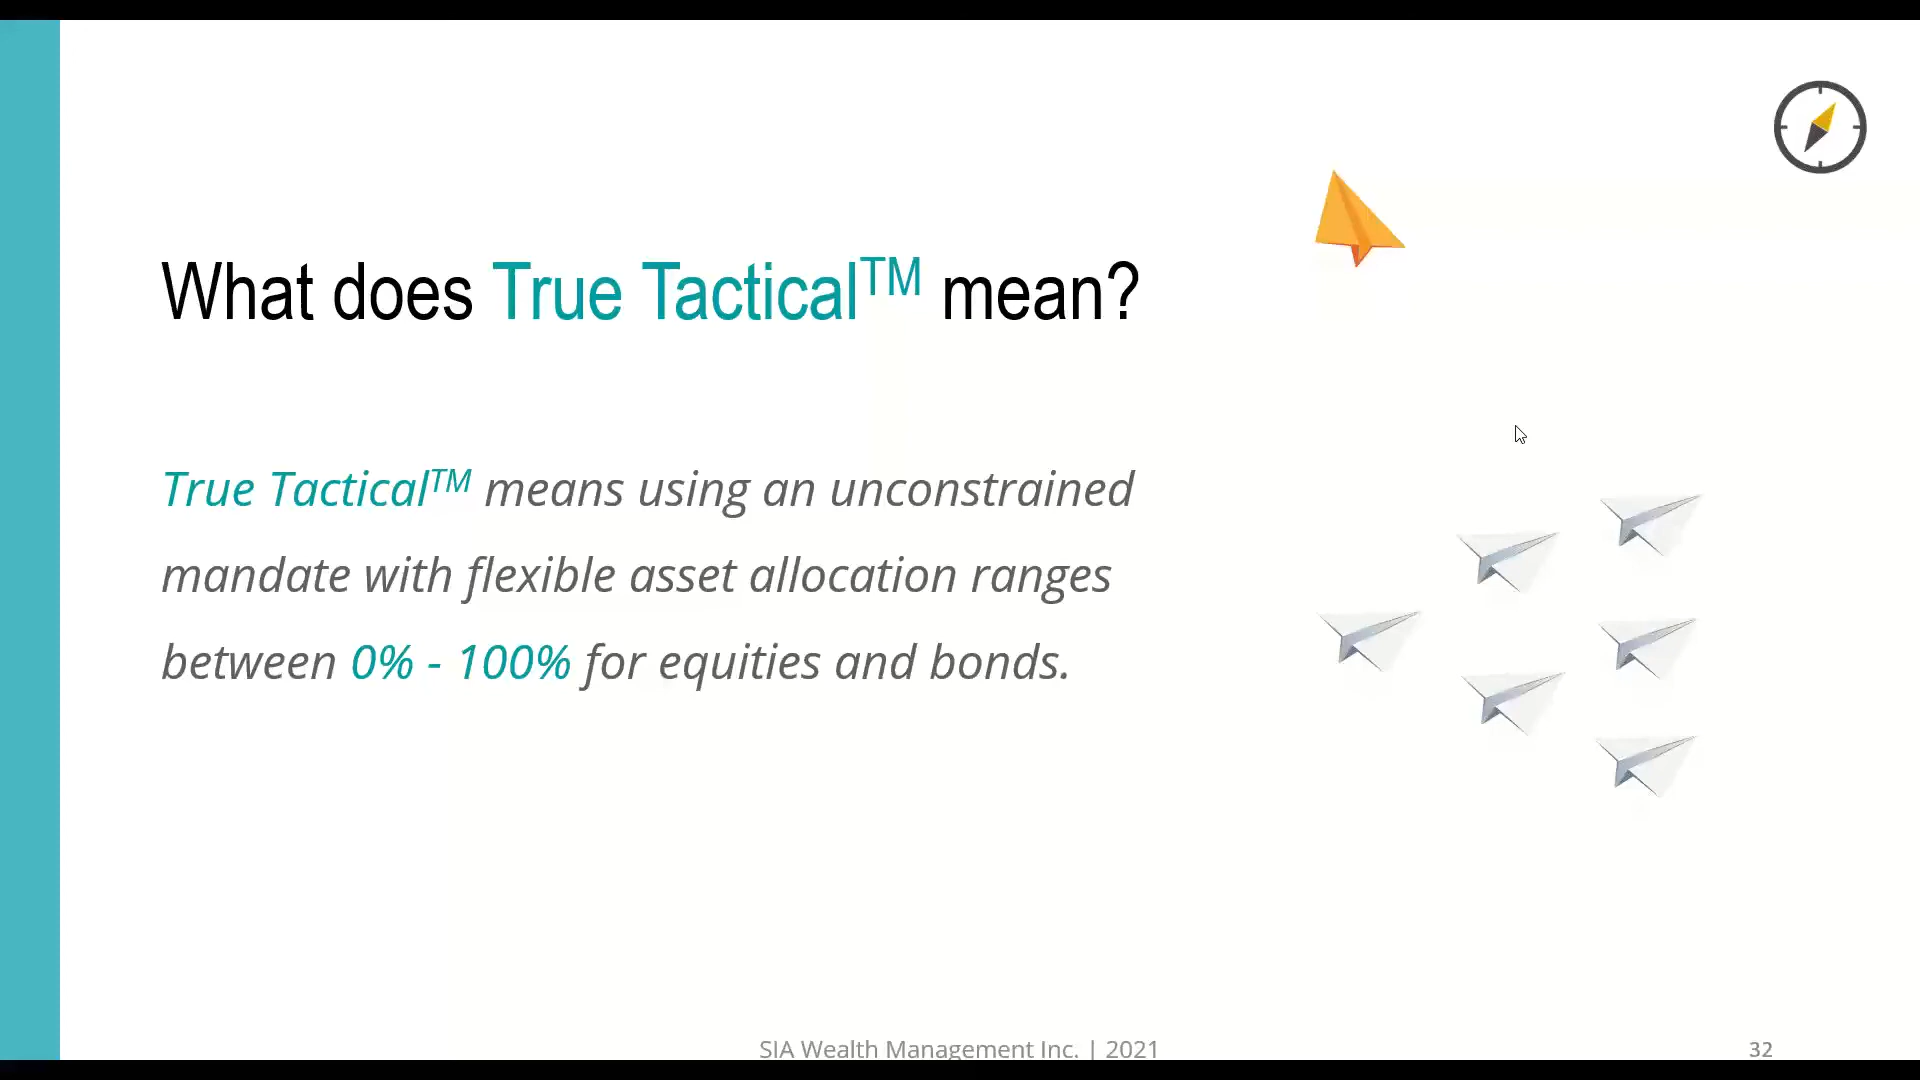 What does True Tactical™ mean?
True Tactical™ means using an unconstrained
mandate with flexible asset allocation ranges
between 0% - 100% for equities and bonds.
SIA Wealth Management Inc. | 2021
32